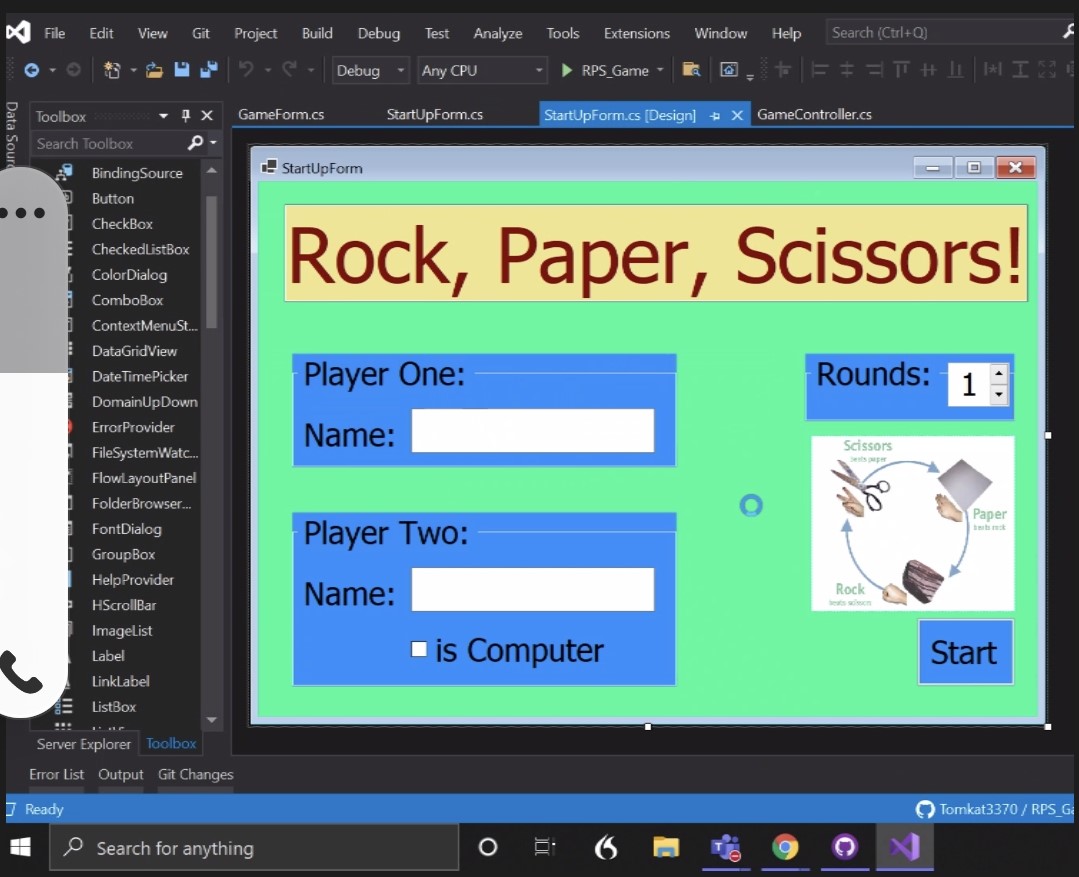 File Edit View Git Project Build Debug Test Analyze Tools Extensions Window Help Search (Ctrl+Q)
Debug Any CPU RPS_Game
Toolbox
GameForm.cs StartUpForm.cs StartUpForm.cs [Design] GameController.cs
Search Toolbox
BindingSource
Button
CheckBox
CheckedListBox
ColorDialog
ComboBox
ContextMenuSt...
DataGridView
DateTimePicker
DomainUpDown
ErrorProvider
FileSystemWatc...
FlowLayoutPanel
FolderBrowser...
FontDialog
GroupBox
HelpProvider
HScrollBar
ImageList
Label
LinkLabel
ListBox
Server Explorer Toolbox
StartUpForm
Rock, Paper, Scissors!
Player One:
Name:
Rounds: 1
Scissors
beats paper
Paper
beats rock
Rock
beats scissors
Player Two:
Name:
is Computer
Start
Error List Output Git Changes
Ready
Tomkat3370 / RPS_Ga
Search for anything